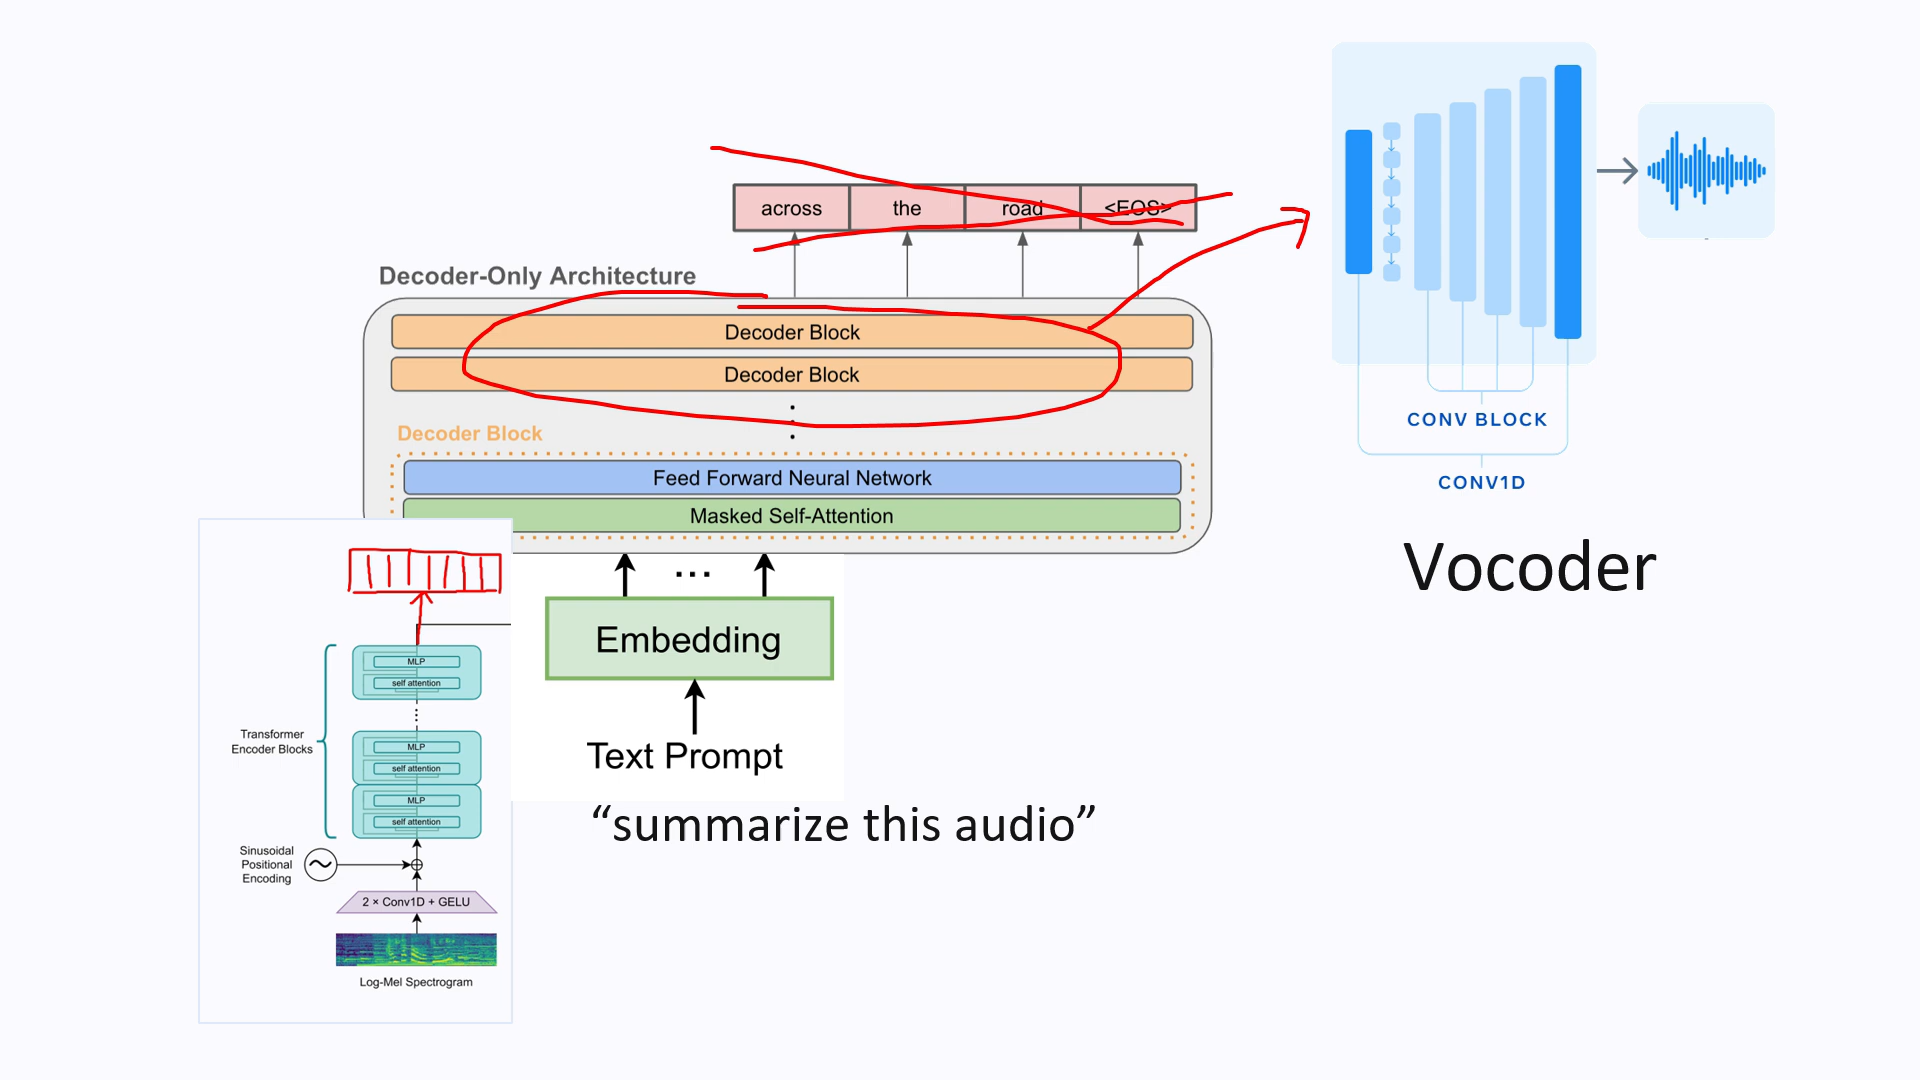 across the road <EOS>
Decoder-Only Architecture
Decoder Block
Decoder Block
Decoder Block
Feed Forward Neural Network
Masked Self-Attention
...
Embedding
Text Prompt
“summarize this audio”
MLP
self attention
Transformer
Encoder Blocks
MLP
self attention
MLP
self attention
Sinusoidal
Positional
Encoding
2 × Conv1D + GELU
Log-Mel Spectrogram
CONV BLOCK
CONV1D
Vocoder